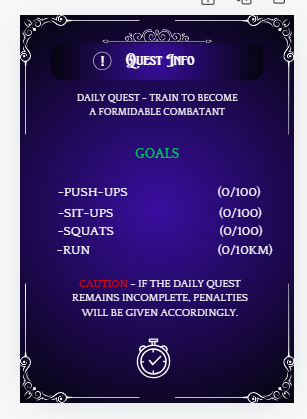 ! Quest Info
DAILY QUEST - TRAIN TO BECOME
A FORMIDABLE COMBATANT
GOALS
-PUSH-UPS (0/100)
-SIT-UPS (0/100)
-SQUATS (0/100)
-RUN (0/10KM)
CAUTION - IF THE DAILY QUEST
REMAINS INCOMPLETE, PENALTIES
WILL BE GIVEN ACCORDINGLY.